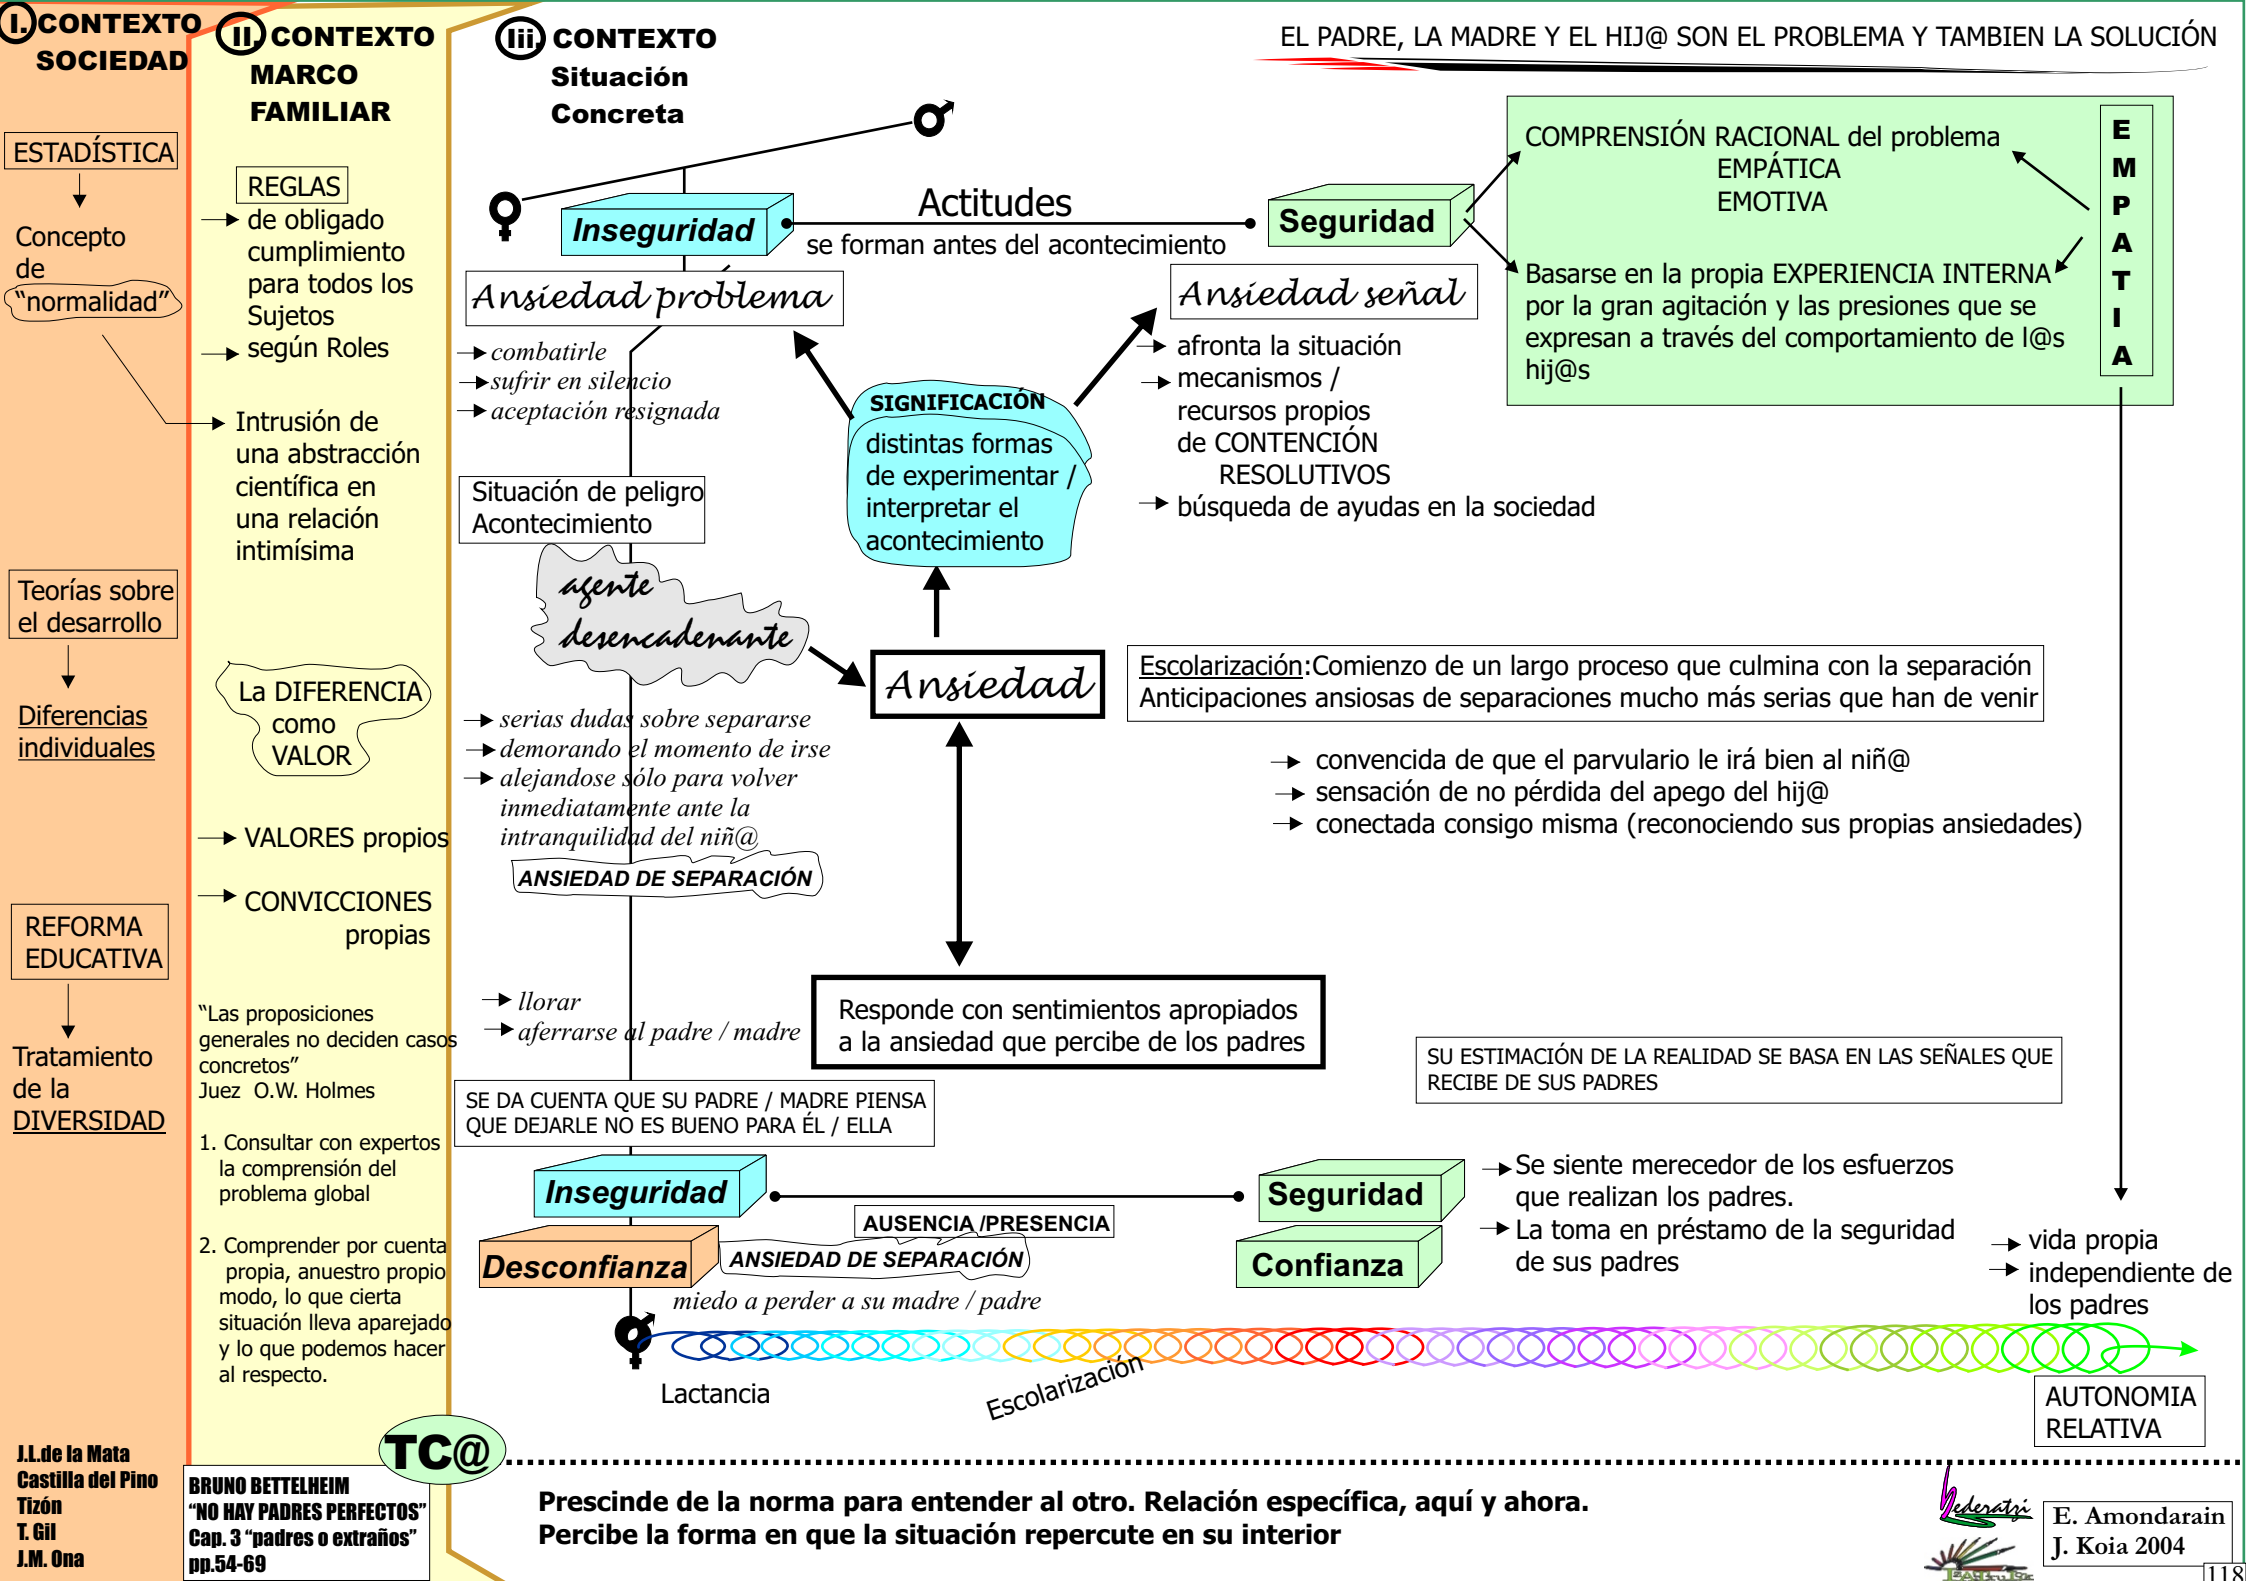 I. CONTEXTO
SOCIEDAD
ESTADÍSTICA
Concepto
de
“normalidad”
Teorías sobre
el desarrollo
Diferencias
individuales
REFORMA
EDUCATIVA
Tratamiento
de la
DIVERSIDAD
J.L.de la Mata
Castilla del Pino
Tizón
T. Gil
J.M. Ona
II. CONTEXTO
MARCO
FAMILIAR
REGLAS
de obligado
cumplimiento
para todos los
Sujetos
según Roles
Intrusión de
una abstracción
científica en
una relación
intimísima
La DIFERENCIA
como
VALOR
VALORES propios
CONVICCIONES
propias
“Las proposiciones
generales no deciden casos
concretos”
Juez O.W. Holmes
1. Consultar con expertos
la comprensión del
problema global
2. Comprender por cuenta
propia, anuestro propio
modo, lo que cierta
situación lleva aparejado
y lo que podemos hacer
al respecto.
TC@
BRUNO BETTELHEIM
“NO HAY PADRES PERFECTOS”
Cap. 3 “padres o extraños”
pp.54-69
Iii. CONTEXTO
Situación
Concreta
EL PADRE, LA MADRE Y EL HIJ@ SON EL PROBLEMA Y TAMBIEN LA SOLUCIÓN
Inseguridad
Actitudes
se forman antes del acontecimiento
Seguridad
COMPRENSIÓN RACIONAL del problema
EMPÁTICA
EMOTIVA
Basarse en la propia EXPERIENCIA INTERNA
por la gran agitación y las presiones que se
expresan a través del comportamiento de l@s
hij@s
E
M
P
A
T
I
A
Ansiedad problema
combatirle
sufrir en silencio
aceptación resignada
Ansiedad señal
afronta la situación
mecanismos /
recursos propios
de CONTENCIÓN
RESOLUTIVOS
búsqueda de ayudas en la sociedad
SIGNIFICACIÓN
distintas formas
de experimentar /
interpretar el
acontecimiento
Situación de peligro
Acontecimiento
agente
desencadenante
Ansiedad
Escolarización:Comienzo de un largo proceso que culmina con la separación
Anticipaciones ansiosas de separaciones mucho más serias que han de venir
serias dudas sobre separarse
demorando el momento de irse
alejandose sólo para volver
inmediatamente ante la
intranquilidad del niñ@
ANSIEDAD DE SEPARACIÓN
convencida de que el parvulario le irá bien al niñ@
sensación de no pérdida del apego del hij@
conectada consigo misma (reconociendo sus propias ansiedades)
llorar
aferrarse al padre / madre
Responde con sentimientos apropiados
a la ansiedad que percibe de los padres
SU ESTIMACIÓN DE LA REALIDAD SE BASA EN LAS SEÑALES QUE
RECIBE DE SUS PADRES
SE DA CUENTA QUE SU PADRE / MADRE PIENSA
QUE DEJARLE NO ES BUENO PARA ÉL / ELLA
Inseguridad
Desconfianza
AUSENCIA /PRESENCIA
ANSIEDAD DE SEPARACIÓN
miedo a perder a su madre / padre
Seguridad
Confianza
Se siente merecedor de los esfuerzos
que realizan los padres.
La toma en préstamo de la seguridad
de sus padres
vida propia
independiente de
los padres
Lactancia
Escolarización
AUTONOMIA
RELATIVA
Prescinde de la norma para entender al otro. Relación específica, aquí y ahora.
Percibe la forma en que la situación repercute en su interior
hederatzi
E. Amondarain
J. Koia 2004
118